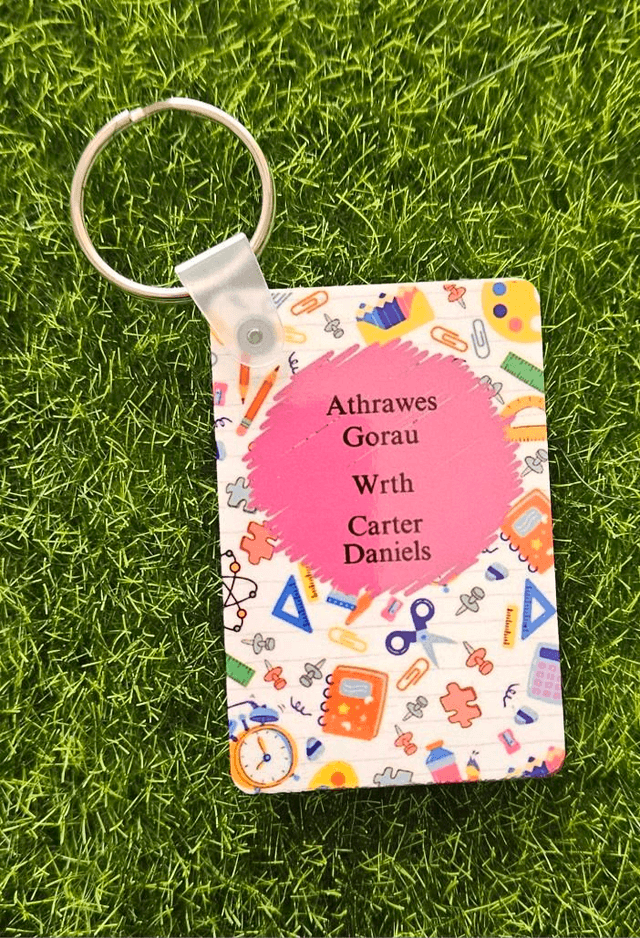 Athrawes
Gorau
Wrth
Carter
Daniels